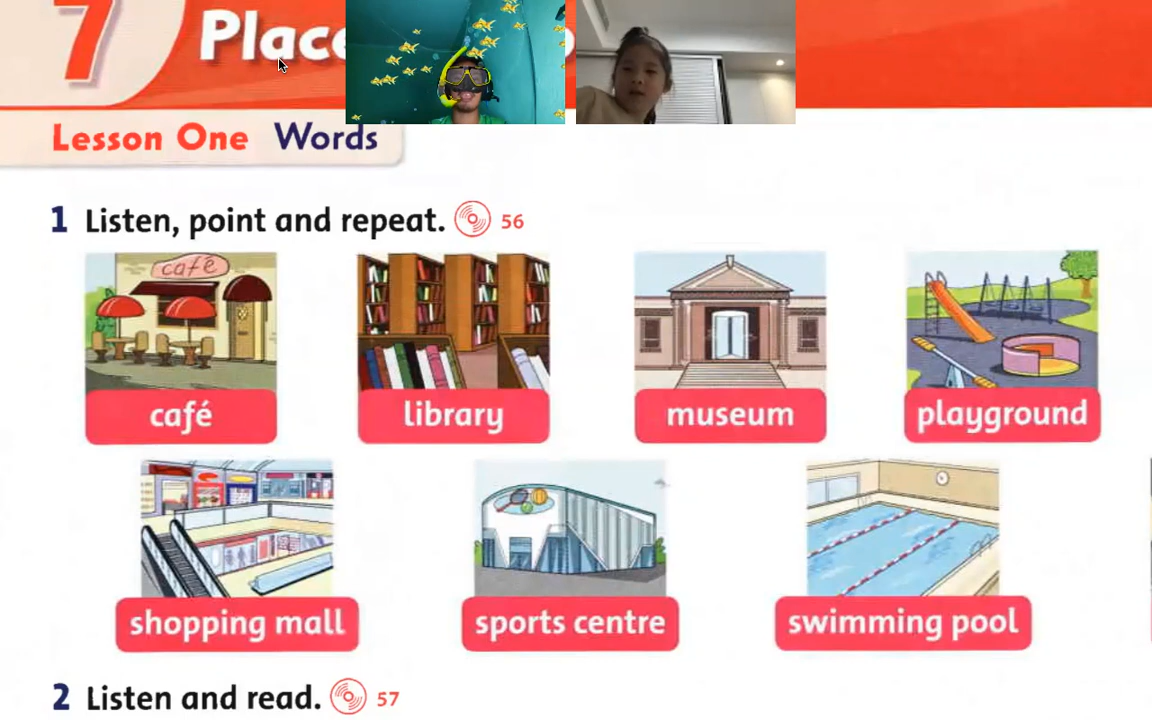 7
Lesson One Words
1 Listen, point and repeat. 56
café
café
library
museum
playground
shopping mall
sports centre
swimming pool
2 Listen and read. 57